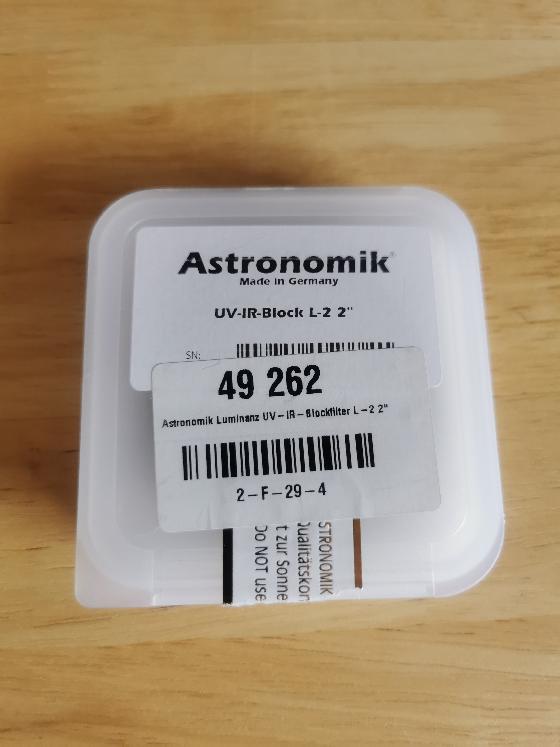 Astronomik®
Made in Germany
UV-IR-Block L-2 2"
SN:
49 262
Astronomik Luminanz UV-IR-Blockfilter L-2 2"
2-F-29-4
STRONOMIK
t zur Sonne
Do NOT use